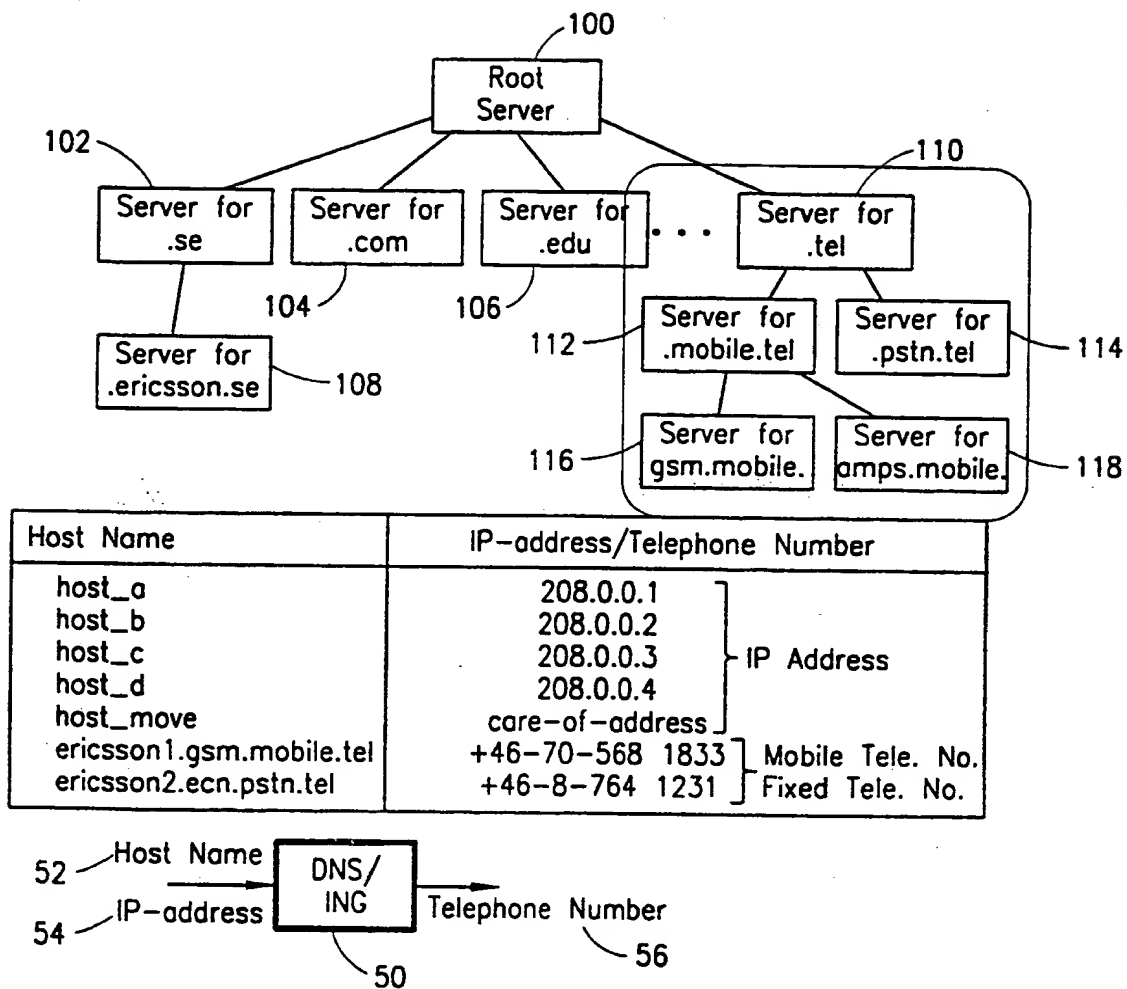 100
Root
Server
102
110
Server for
.se
Server for
.com
Server for
.edu
. . .
Server for
.tel
104
106
112
Server for
.mobile.tel
Server for
.pstn.tel
114
Server for
.ericsson.se
108
116
Server for
gsm.mobile.
Server for
amps.mobile.
118
Host Name
IP-address/Telephone Number
host_a
208.0.0.1
host_b
208.0.0.2
host_c
208.0.0.3
IP Address
host_d
208.0.0.4
host_move
care-of-address
ericsson1.gsm.mobile.tel
+46-70-568 1833
Mobile Tele. No.
ericsson2.ecn.pstn.tel
+46-8-764 1231
Fixed Tele. No.
52
Host Name
54
IP-address
DNS/
ING
50
Telephone Number
56